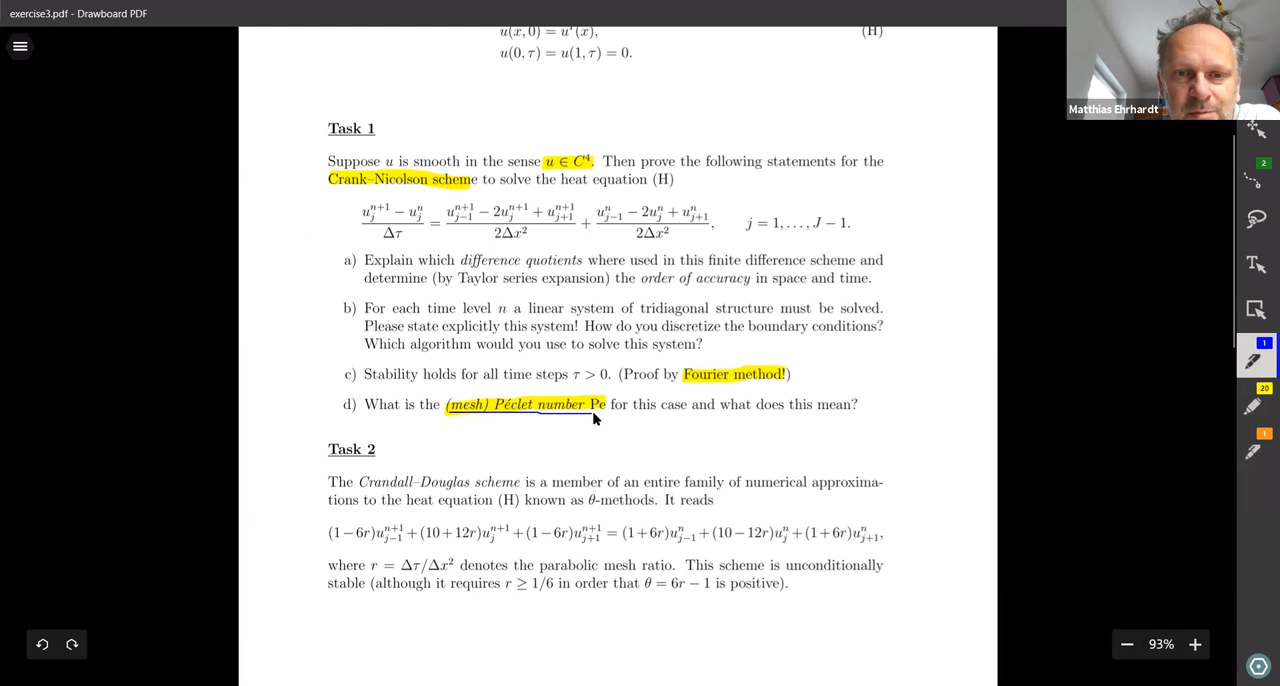 exercise3.pdf - Drawboard PDF
u(x, 0) = u*(x), (H)
u(0, τ) = u(1, τ) = 0.
Matthias Ehrhardt
Task 1
Suppose u is smooth in the sense u ∈ C⁴. Then prove the following statements for the
Crank–Nicolson scheme to solve the heat equation (H)
(u_j^{n+1} − u_j^n)/Δτ = (u_{j−1}^{n+1} − 2u_j^{n+1} + u_{j+1}^{n+1})/(2Δx²) + (u_{j−1}^n − 2u_j^n + u_{j+1}^n)/(2Δx²), j = 1, . . . , J − 1.
a) Explain which difference quotients where used in this finite difference scheme and
determine (by Taylor series expansion) the order of accuracy in space and time.
b) For each time level n a linear system of tridiagonal structure must be solved.
Please state explicitly this system! How do you discretize the boundary conditions?
Which algorithm would you use to solve this system?
c) Stability holds for all time steps τ > 0. (Proof by Fourier method!)
d) What is the (mesh) Péclet number Pe for this case and what does this mean?
Task 2
The Crandall–Douglas scheme is a member of an entire family of numerical approxima-
tions to the heat equation (H) known as θ-methods. It reads
(1−6r)u_{j−1}^{n+1} +(10+12r)u_j^{n+1} +(1−6r)u_{j+1}^{n+1} = (1+6r)u_{j−1}^n +(10−12r)u_j^n +(1+6r)u_{j+1}^n,
where r = Δτ/Δx² denotes the parabolic mesh ratio. This scheme is unconditionally
stable (although it requires r ≥ 1/6 in order that θ = 6r − 1 is positive).
2
T
1
20
1
93%